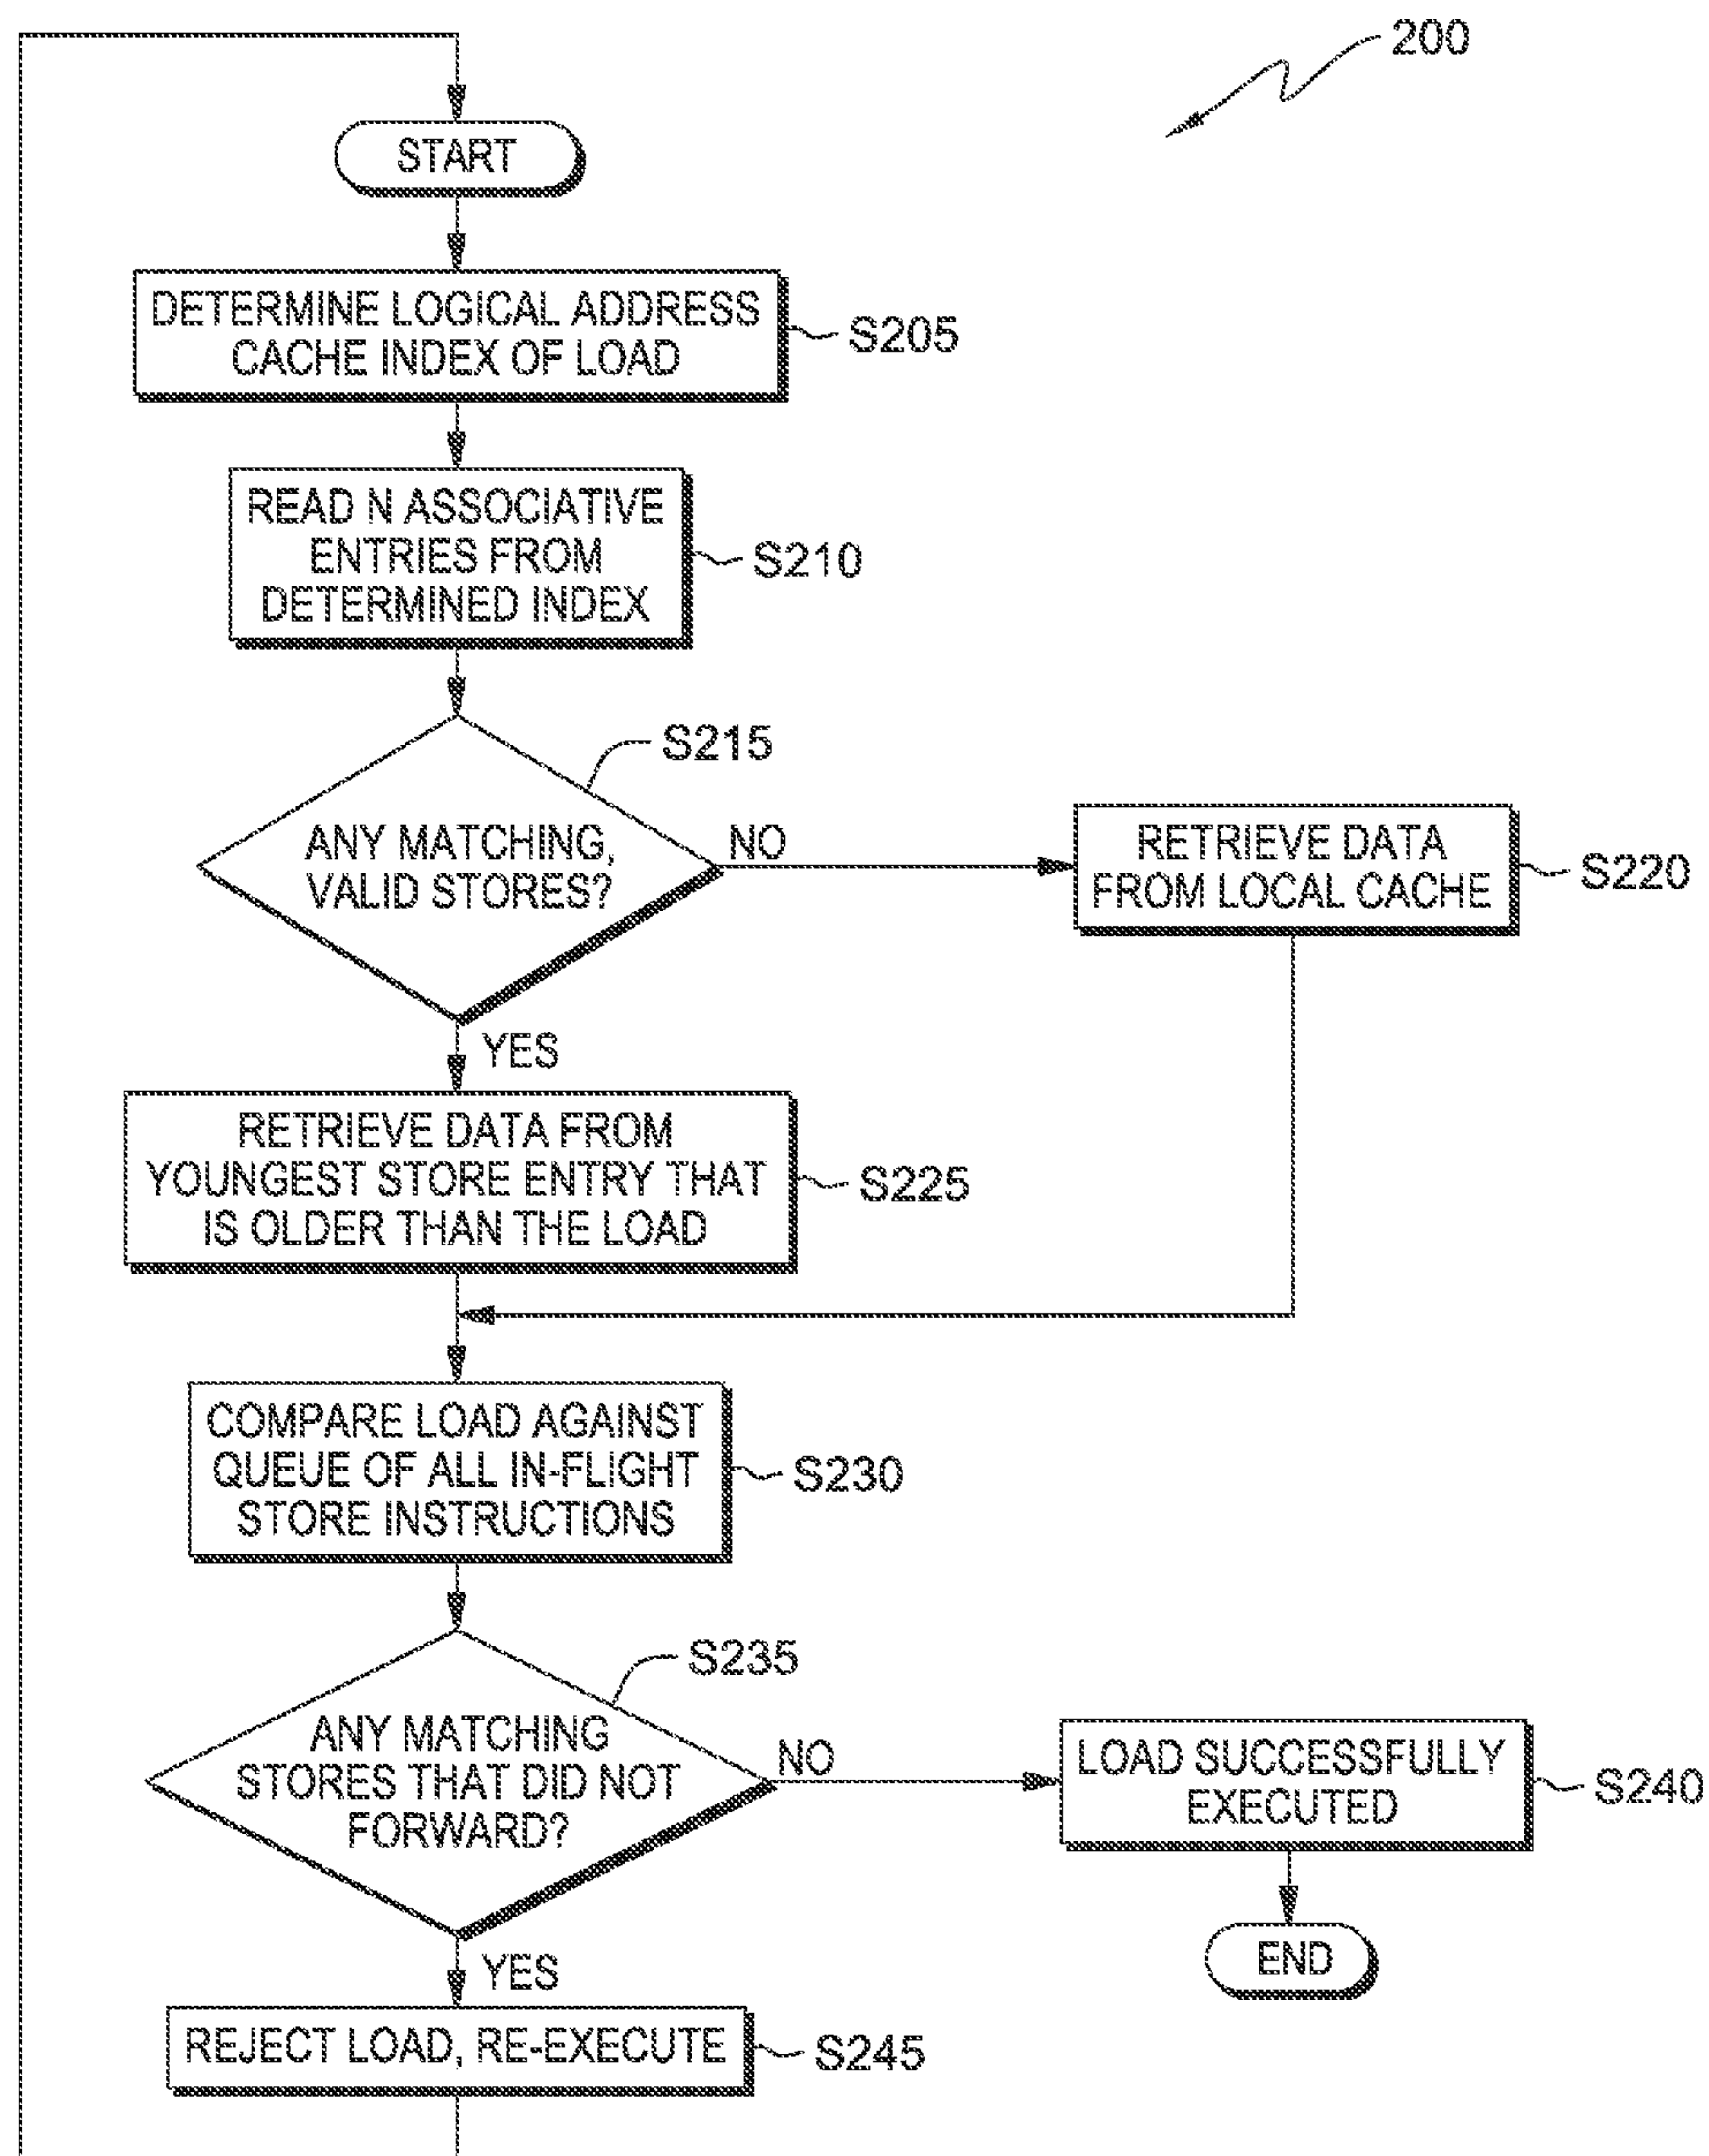 200
START
DETERMINE LOGICAL ADDRESS
CACHE INDEX OF LOAD
S205
READ N ASSOCIATIVE
ENTRIES FROM
DETERMINED INDEX
S210
S215
ANY MATCHING,
VALID STORES?
NO
RETRIEVE DATA
FROM LOCAL CACHE
S220
YES
RETRIEVE DATA FROM
YOUNGEST STORE ENTRY THAT
IS OLDER THAN THE LOAD
S225
COMPARE LOAD AGAINST
QUEUE OF ALL IN-FLIGHT
STORE INSTRUCTIONS
S230
S235
ANY MATCHING
STORES THAT DID NOT
FORWARD?
NO
LOAD SUCCESSFULLY
EXECUTED
S240
END
YES
REJECT LOAD, RE-EXECUTE
S245